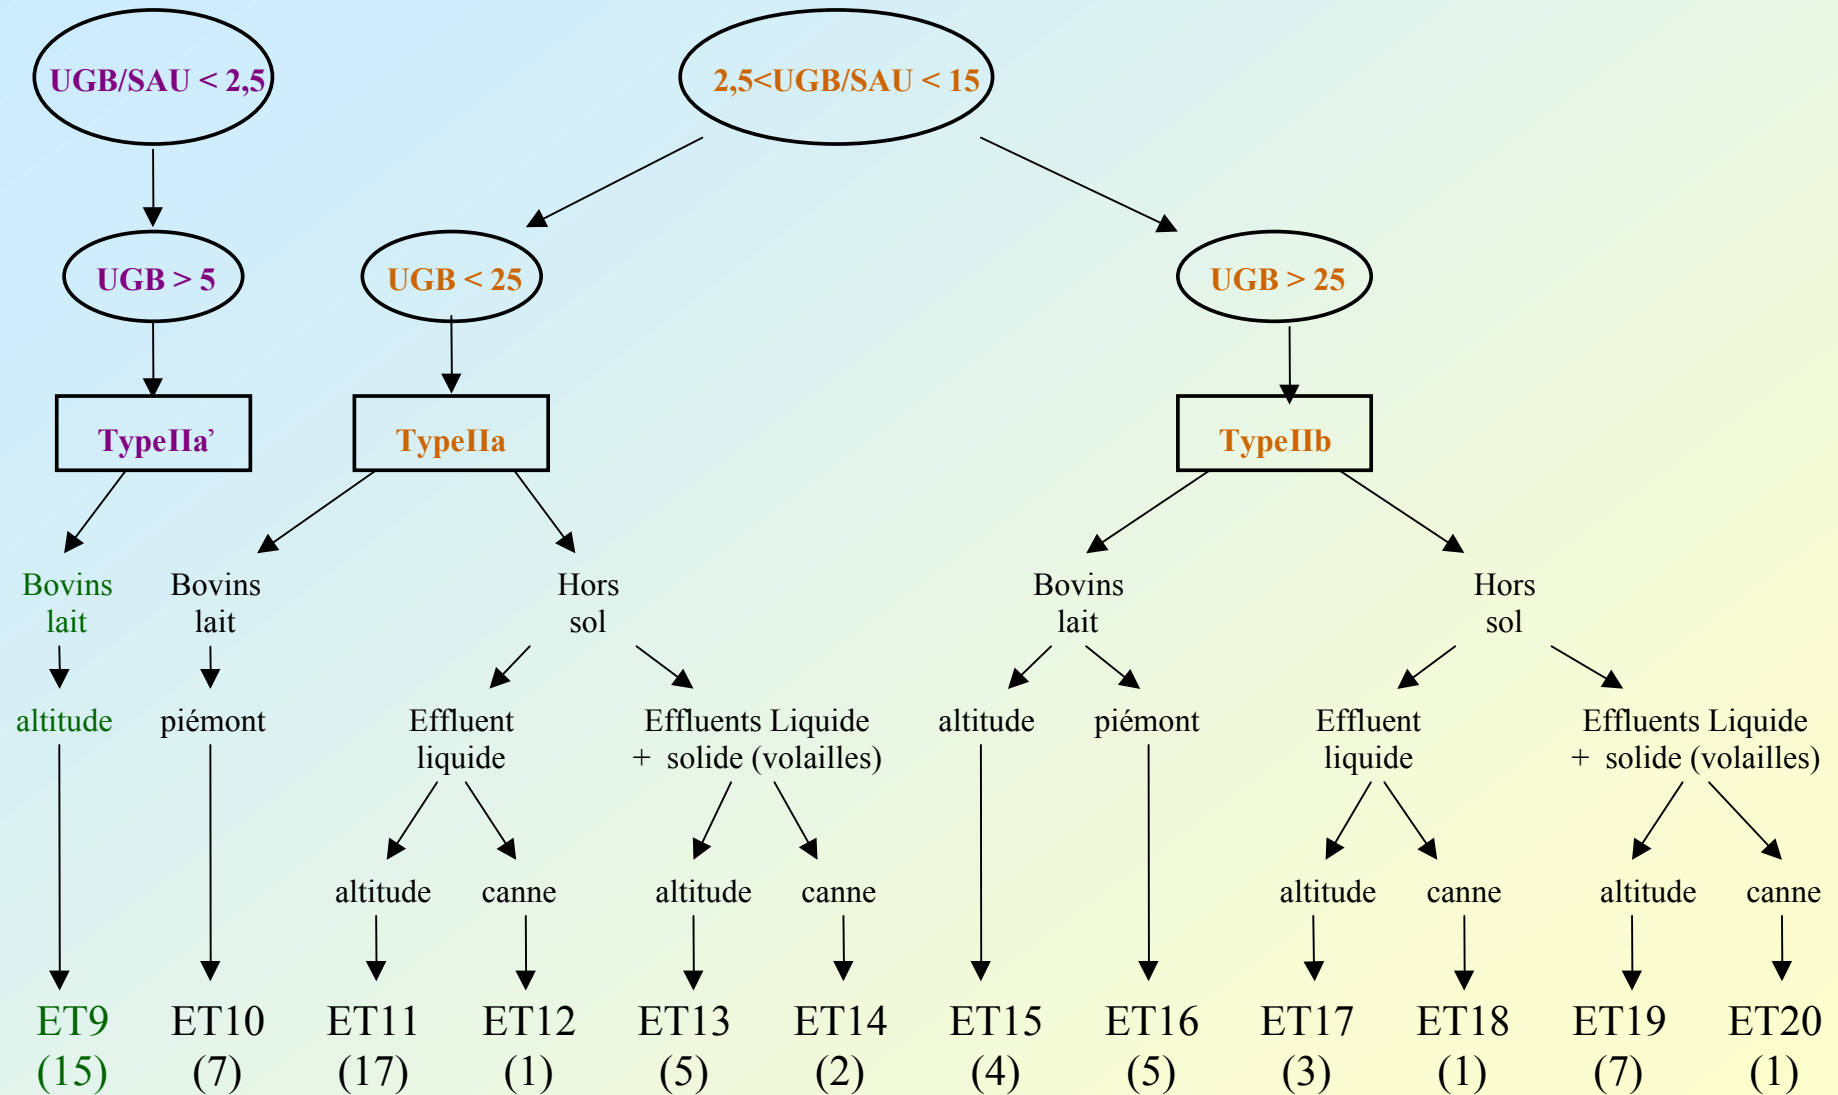 UGB/SAU < 2,5
2,5<UGB/SAU < 15
UGB > 5
UGB < 25
UGB > 25
TypeIIa’
TypeIIa
TypeIIb
Bovins
lait
Bovins
lait
Hors
sol
Bovins
lait
Hors
sol
altitude
piémont
Effluent
liquide
Effluents Liquide
+ solide (volailles)
altitude
piémont
Effluent
liquide
Effluents Liquide
+ solide (volailles)
altitude
canne
altitude
canne
altitude
canne
altitude
canne
ET9
(15)
ET10
(7)
ET11
(17)
ET12
(1)
ET13
(5)
ET14
(2)
ET15
(4)
ET16
(5)
ET17
(3)
ET18
(1)
ET19
(7)
ET20
(1)